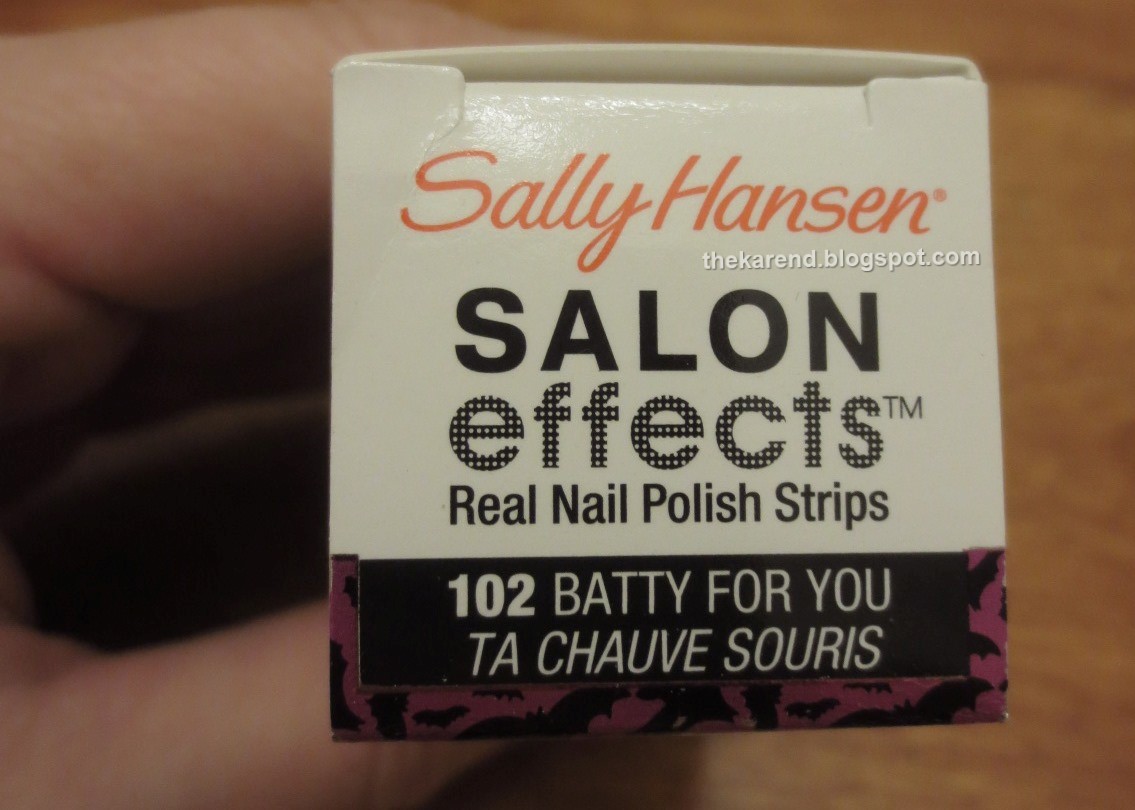 Sally Hansen®
thekarend.blogspot.com
SALON
effects™
Real Nail Polish Strips
102 BATTY FOR YOU
TA CHAUVE SOURIS